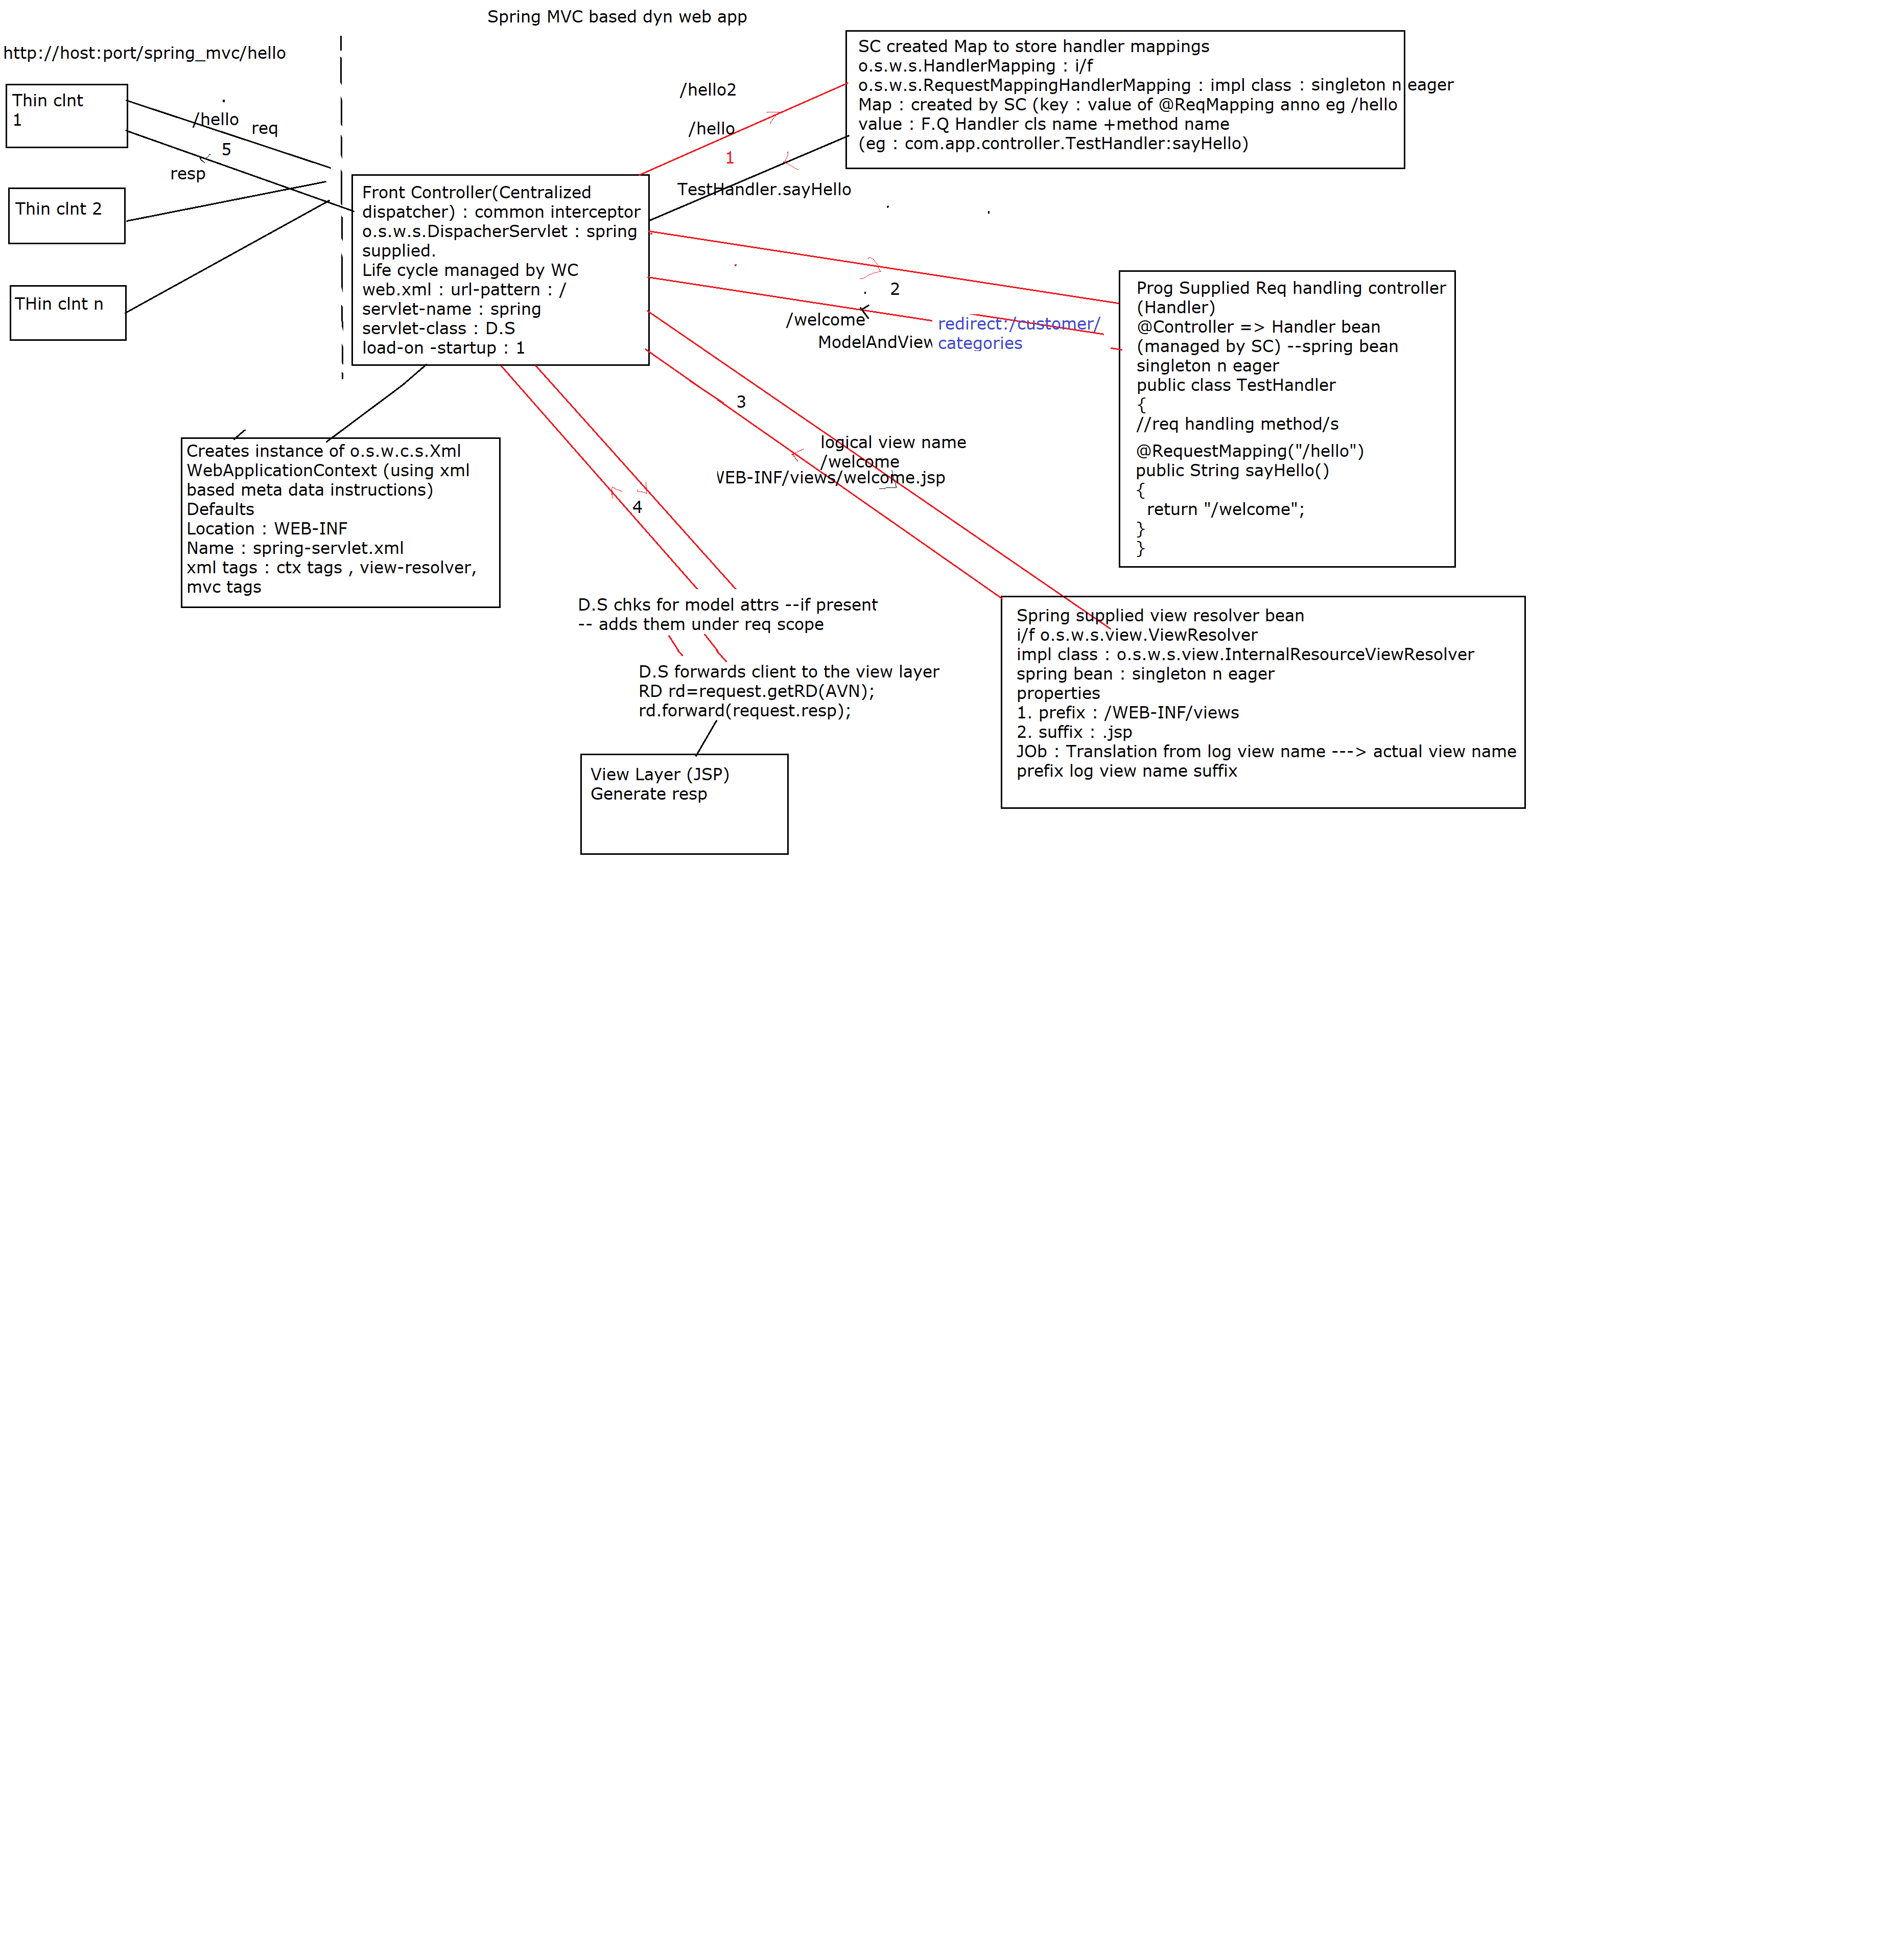 Spring MVC based dyn web app
http://host:port/spring_mvc/hello
Thin clnt
1
Thin clnt 2
THin clnt n
/hello
req
5
resp
Front Controller(Centralized
dispatcher) : common interceptor
o.s.w.s.DispacherServlet : spring
supplied.
Life cycle managed by WC
web.xml : url-pattern : /
servlet-name : spring
servlet-class : D.S
load-on -startup : 1
/hello2
/hello
1
TestHandler.sayHello
SC created Map to store handler mappings
o.s.w.s.HandlerMapping : i/f
o.s.w.s.RequestMappingHandlerMapping : impl class : singleton n eager
Map : created by SC (key : value of @ReqMapping anno eg /hello
value : F.Q Handler cls name +method name
(eg : com.app.controller.TestHandler:sayHello)
2
/welcome
ModelAndView
redirect:/customer/
categories
Prog Supplied Req handling controller
(Handler)
@Controller => Handler bean
(managed by SC) --spring bean
singleton n eager
public class TestHandler
{
//req handling method/s
@RequestMapping("/hello")
public String sayHello()
{
return "/welcome";
}
}
3
logical view name
/welcome
WEB-INF/views/welcome.jsp
4
Creates instance of o.s.w.c.s.Xml
WebApplicationContext (using xml
based meta data instructions)
Defaults
Location : WEB-INF
Name : spring-servlet.xml
xml tags : ctx tags , view-resolver,
mvc tags
D.S chks for model attrs --if present
-- adds them under req scope
D.S forwards client to the view layer
RD rd=request.getRD(AVN);
rd.forward(request.resp);
View Layer (JSP)
Generate resp
Spring supplied view resolver bean
i/f o.s.w.s.view.ViewResolver
impl class : o.s.w.s.view.InternalResourceViewResolver
spring bean : singleton n eager
properties
1. prefix : /WEB-INF/views
2. suffix : .jsp
JOb : Translation from log view name ---> actual view name
prefix log view name suffix